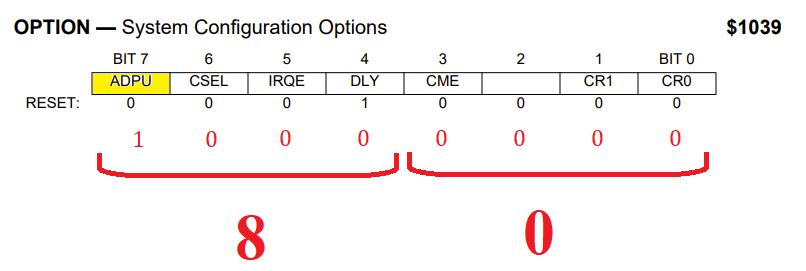 OPTION — System Configuration Options $1039
BIT 7 6 5 4 3 2 1 BIT 0
ADPU CSEL IRQE DLY CME CR1 CR0
RESET: 0 0 0 1 0 0 0 0
1 0 0 0 0 0 0 0
8 0